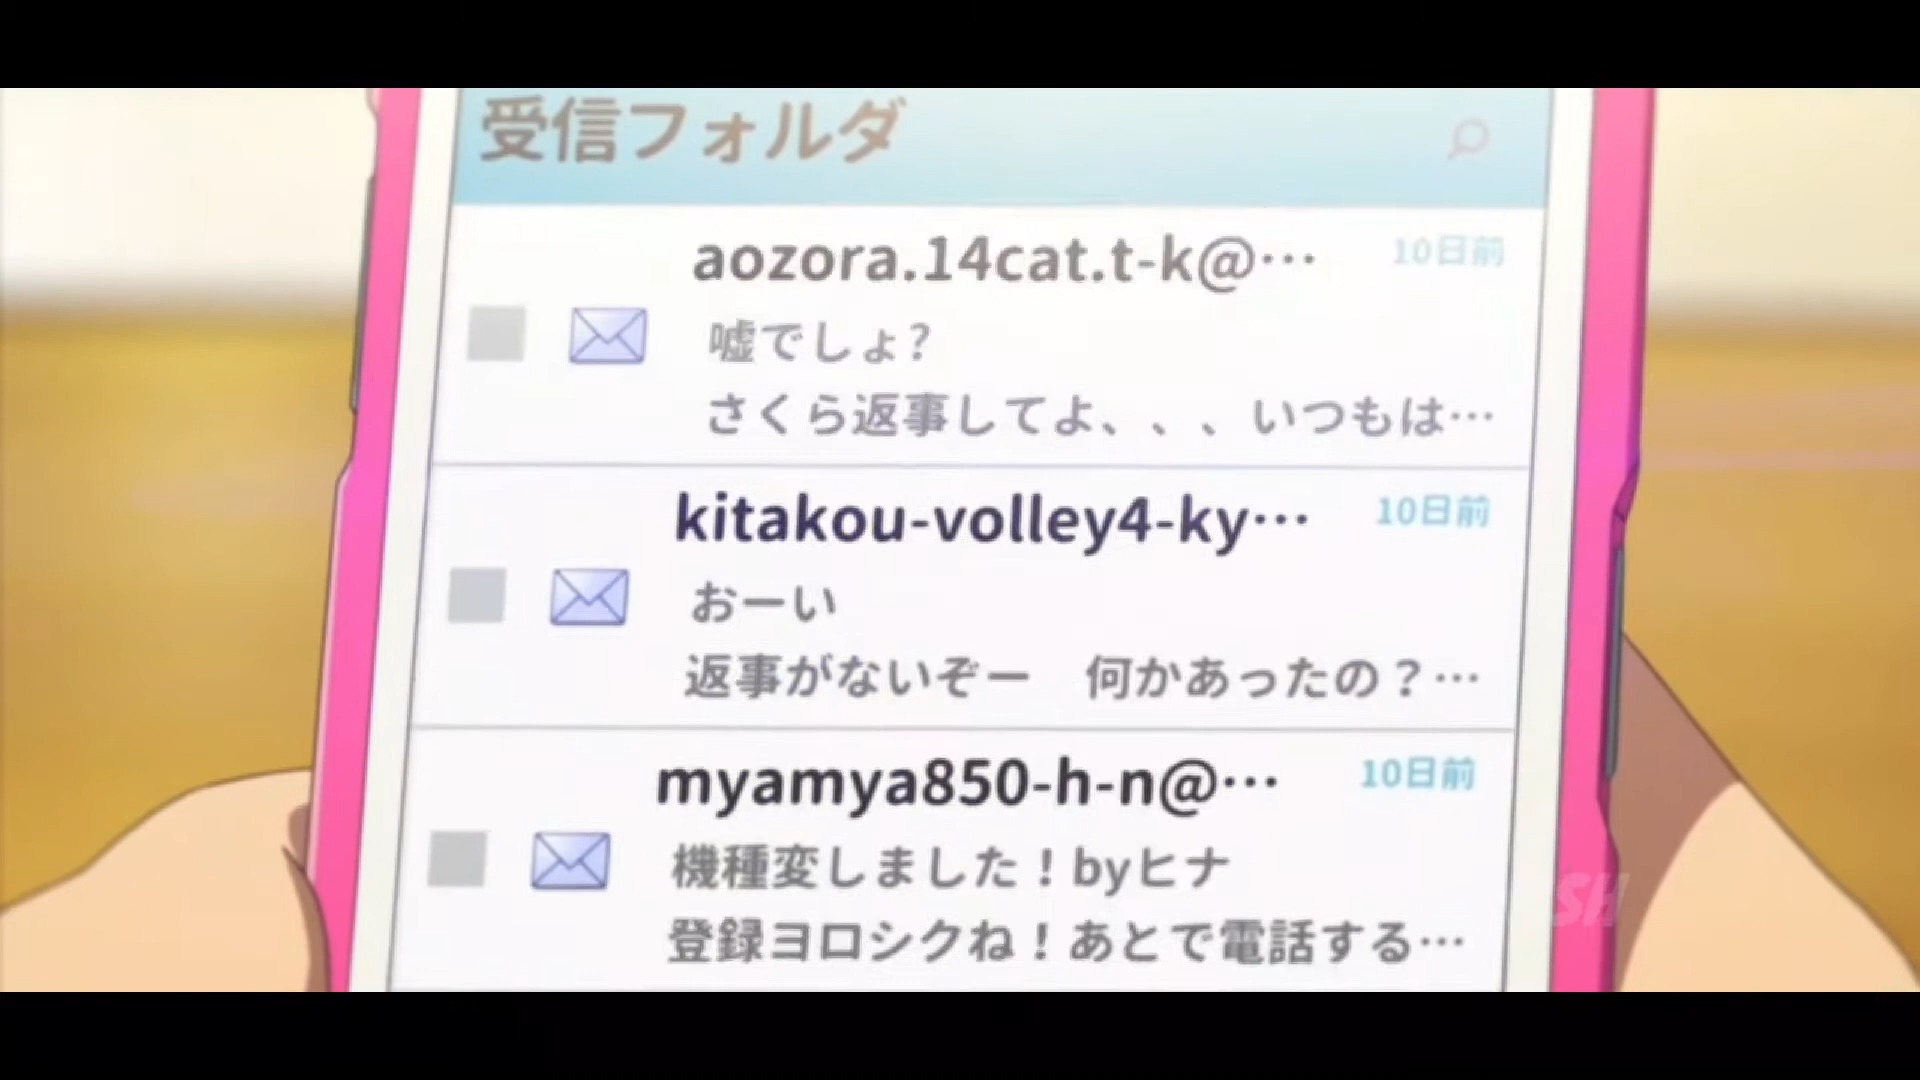 受信フォルダ
aozora.14cat.t-k@… 10日前
嘘でしょ?
さくら返事してよ、、、いつもは…
kitakou-volley4-ky… 10日前
おーい
返事がないぞー　何かあったの？…
myamya850-h-n@… 10日前
機種変しました！byヒナ
登録ヨロシクね！あとで電話する…
SH